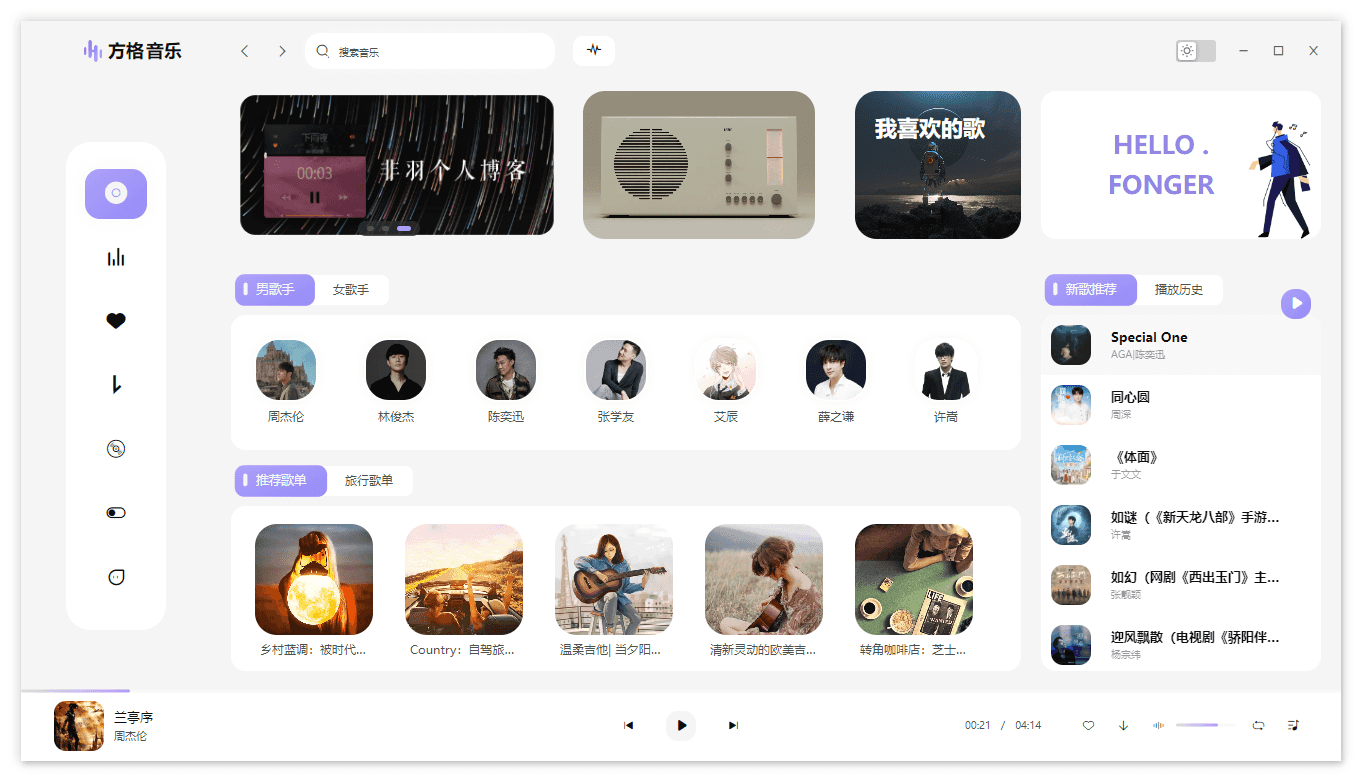 方格音乐
搜索音乐
下雨夜
00:03
非羽个人博客
我喜欢的歌
HELLO .
FONGER
男歌手
女歌手
周杰伦
林俊杰
陈奕迅
张学友
艾辰
薛之谦
许嵩
推荐歌单
旅行歌单
乡村蓝调：被时代...
Country：自驾旅...
温柔吉他| 当夕阳...
清新灵动的欧美吉...
LIFE
转角咖啡店：芝士...
新歌推荐
播放历史
Special One
AGA|陈奕迅
同心圆
周深
《体面》
于文文
如谜（《新天龙八部》手游...
许嵩
如幻（网剧《西出玉门》主...
张靓颖
迎风飘散（电视剧《骄阳伴...
杨宗纬
兰亭序
周杰伦
00:21 / 04:14